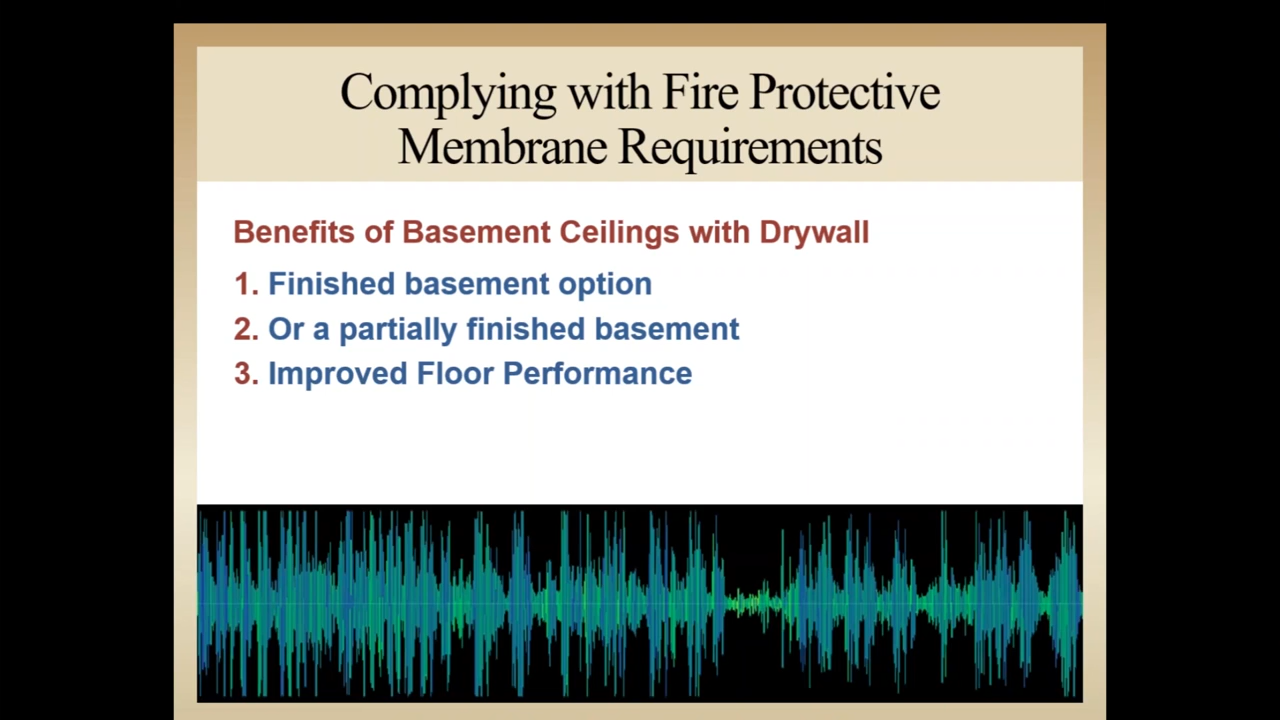 Complying with Fire Protective
Membrane Requirements
Benefits of Basement Ceilings with Drywall
1. Finished basement option
2. Or a partially finished basement
3. Improved Floor Performance